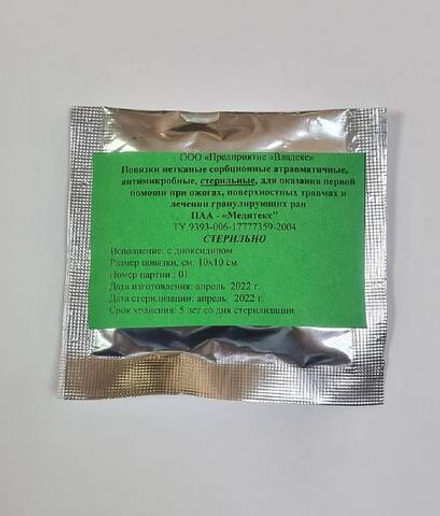 ООО «Предприятие «Владекс»
Повязки нетканые сорбционные атравматичные,
антимикробные, стерильные, для оказания первой
помощи при ожогах, поверхностных травмах и
лечении гранулирующих ран
ПАА - «Медитекс"
ТУ 9393-006-17777359-2004
СТЕРИЛЬНО
Исполнение: с диоксидином
Размер повязки, см: 10х10 см
Номер партии : 01
Дата изготовления: апрель 2022 г.
Дата стерилизации: апрель 2022 г.
Срок хранения: 5 лет со дня стерилизации